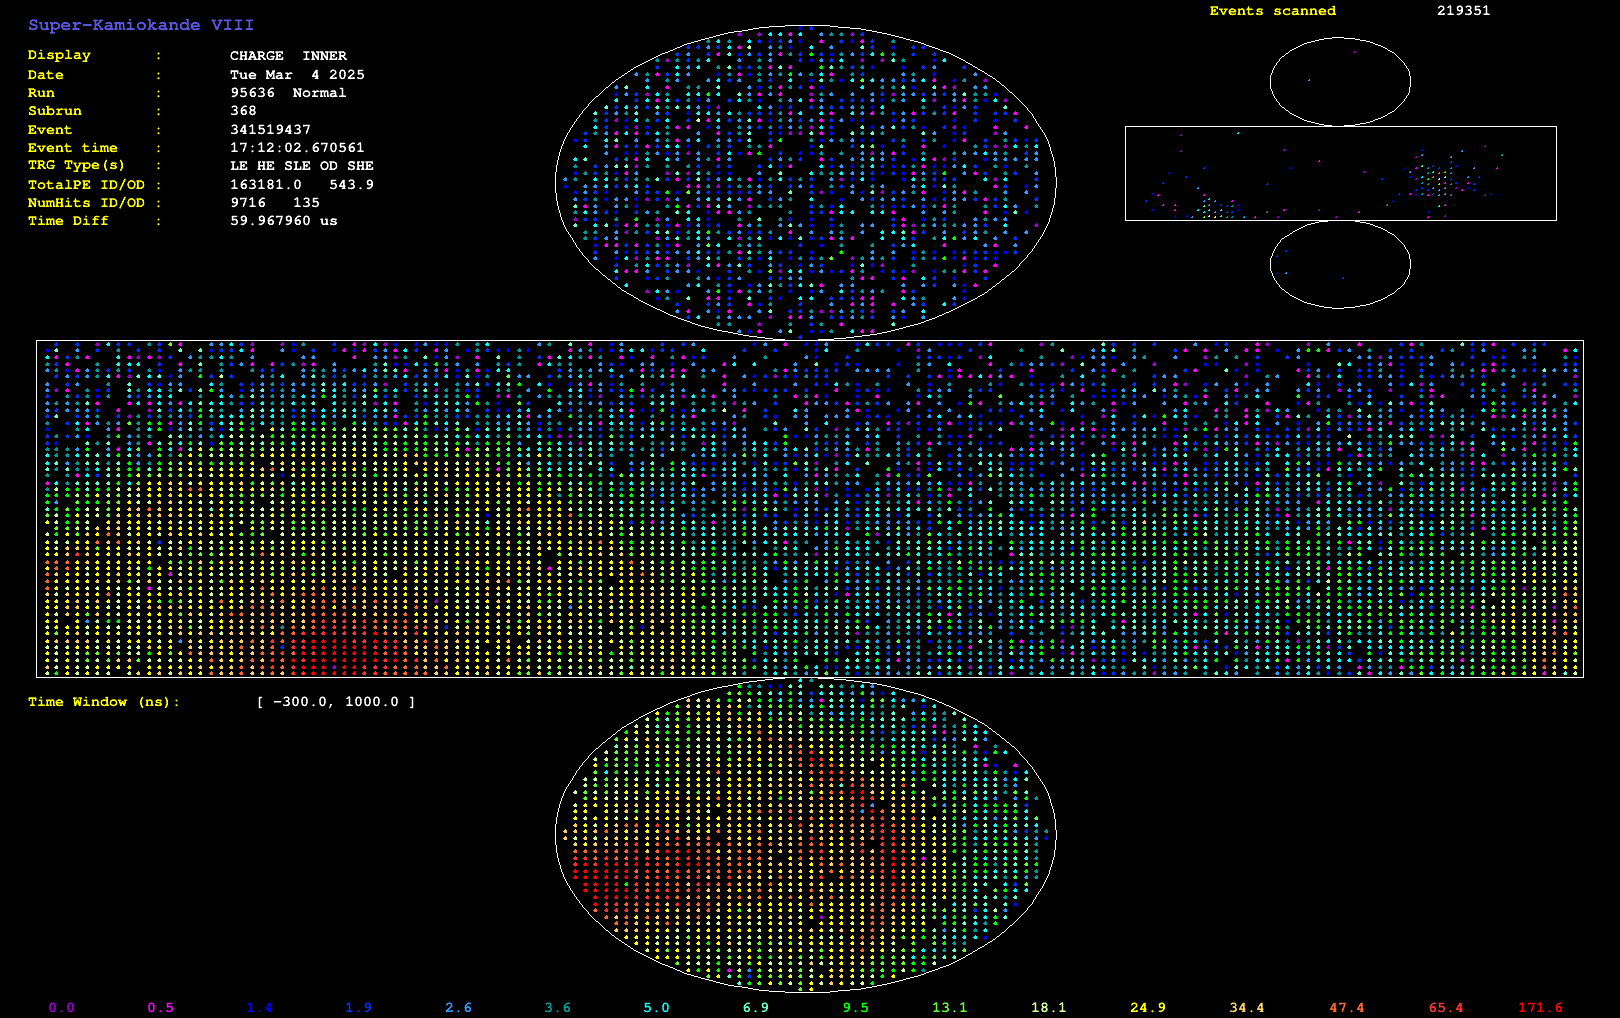 Super-Kamiokande VIII
Events scanned 219351
Display : CHARGE INNER
Date : Tue Mar 4 2025
Run : 95636 Normal
Subrun : 368
Event : 341519437
Event time : 17:12:02.670561
TRG Type(s) : LE HE SLE OD SHE
TotalPE ID/OD : 163181.0 543.9
NumHits ID/OD : 9716 135
Time Diff : 59.967960 us
Time Window (ns): [ -300.0, 1000.0 ]
0.0 0.5 1.4 1.9 2.6 3.6 5.0 6.9 9.5 13.1 18.1 24.9 34.4 47.4 65.4 171.6